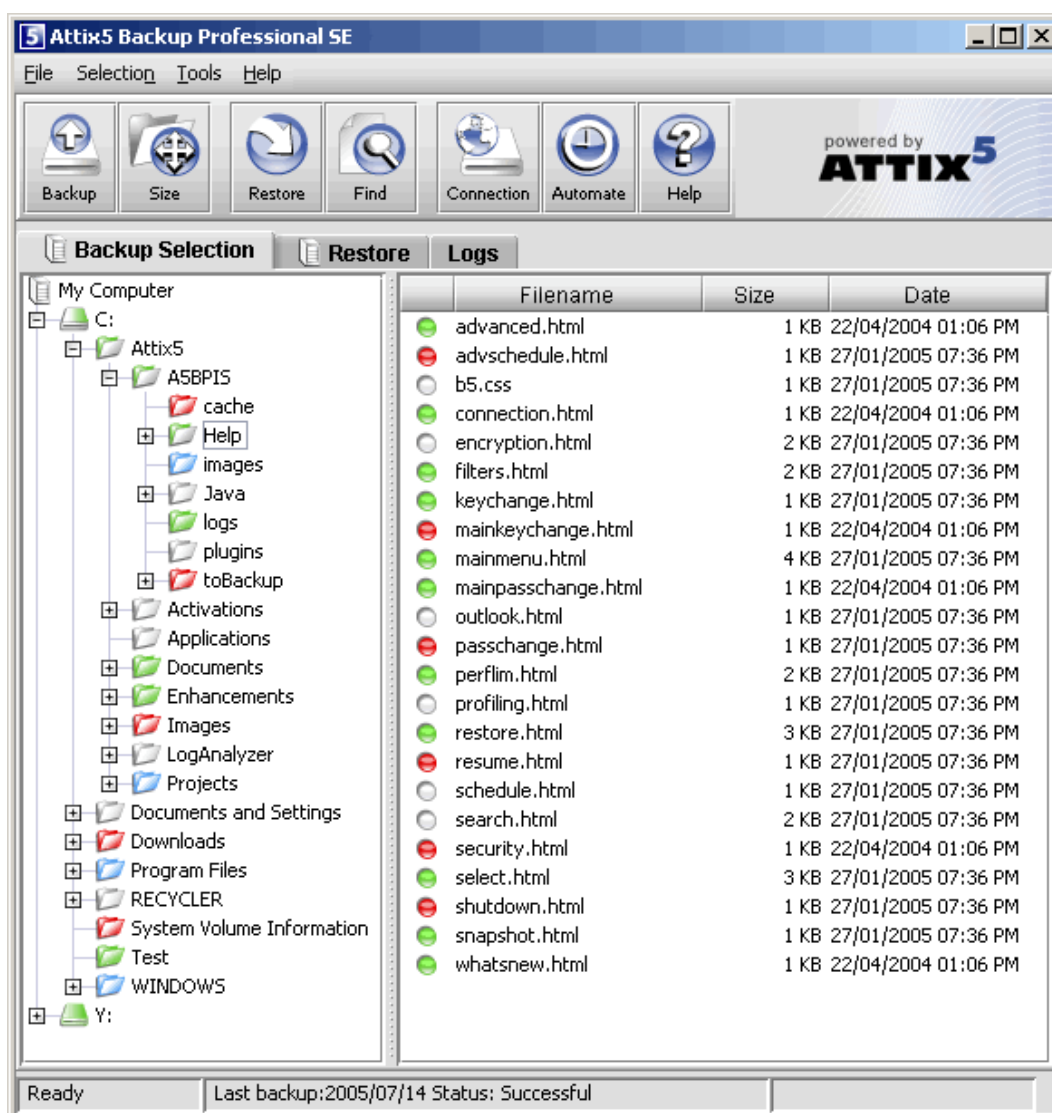 5 Attix5 Backup Professional SE
File Selection Tools Help
Backup Size Restore Find Connection Automate Help
powered by
ATTIX5
Backup Selection Restore Logs
My Computer
C:
Attix5
A5BPIS
cache
Help
images
Java
logs
plugins
toBackup
Activations
Applications
Documents
Enhancements
Images
LogAnalyzer
Projects
Documents and Settings
Downloads
Program Files
RECYCLER
System Volume Information
Test
WINDOWS
Y:
Filename Size Date
advanced.html 1 KB 22/04/2004 01:06 PM
advschedule.html 1 KB 27/01/2005 07:36 PM
b5.css 1 KB 27/01/2005 07:36 PM
connection.html 1 KB 22/04/2004 01:06 PM
encryption.html 2 KB 27/01/2005 07:36 PM
filters.html 2 KB 27/01/2005 07:36 PM
keychange.html 1 KB 27/01/2005 07:36 PM
mainkeychange.html 1 KB 22/04/2004 01:06 PM
mainmenu.html 4 KB 27/01/2005 07:36 PM
mainpasschange.html 1 KB 22/04/2004 01:06 PM
outlook.html 1 KB 27/01/2005 07:36 PM
passchange.html 1 KB 27/01/2005 07:36 PM
perflim.html 2 KB 27/01/2005 07:36 PM
profiling.html 1 KB 27/01/2005 07:36 PM
restore.html 3 KB 27/01/2005 07:36 PM
resume.html 1 KB 27/01/2005 07:36 PM
schedule.html 1 KB 27/01/2005 07:36 PM
search.html 2 KB 27/01/2005 07:36 PM
security.html 1 KB 22/04/2004 01:06 PM
select.html 3 KB 27/01/2005 07:36 PM
shutdown.html 1 KB 27/01/2005 07:36 PM
snapshot.html 1 KB 27/01/2005 07:36 PM
whatsnew.html 1 KB 22/04/2004 01:06 PM
Ready Last backup:2005/07/14 Status: Successful